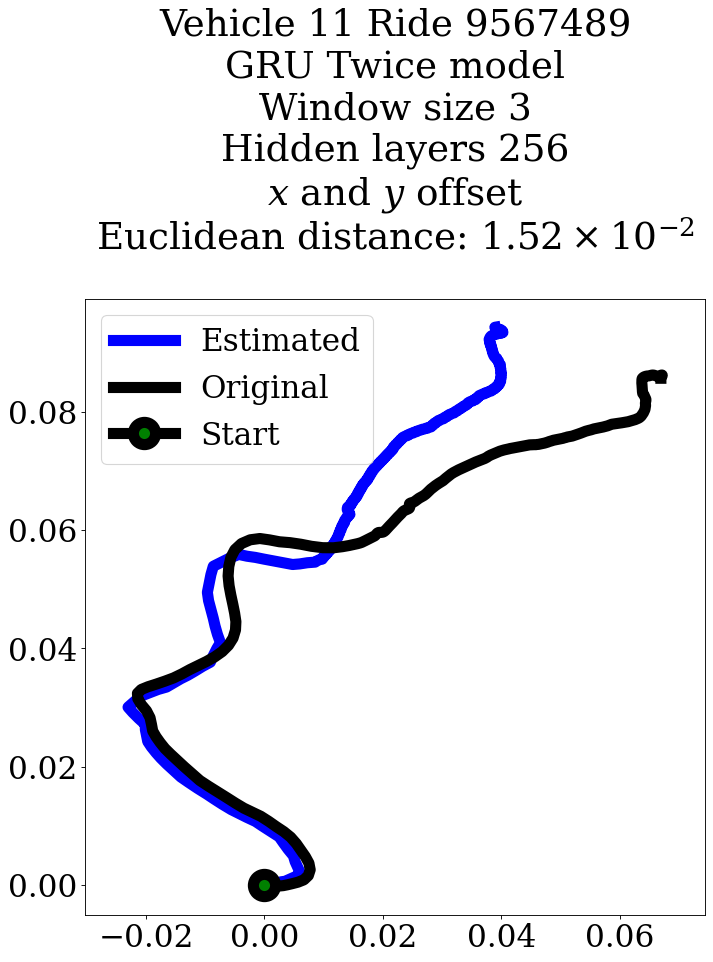 Vehicle 11 Ride 9567489
GRU Twice model
Window size 3
Hidden layers 256
x and y offset
Euclidean distance: 1.52 × 10⁻²
Estimated
Original
Start
0.08
0.06
0.04
0.02
0.00
−0.02 0.00 0.02 0.04 0.06